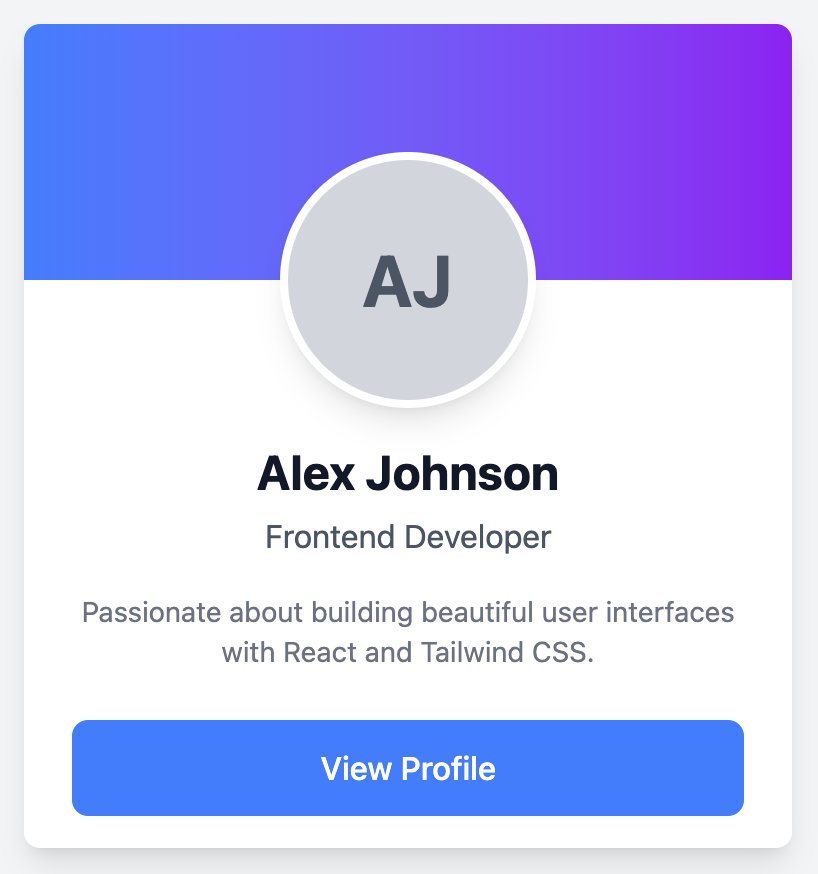 AJ
Alex Johnson
Frontend Developer
Passionate about building beautiful user interfaces
with React and Tailwind CSS.
View Profile